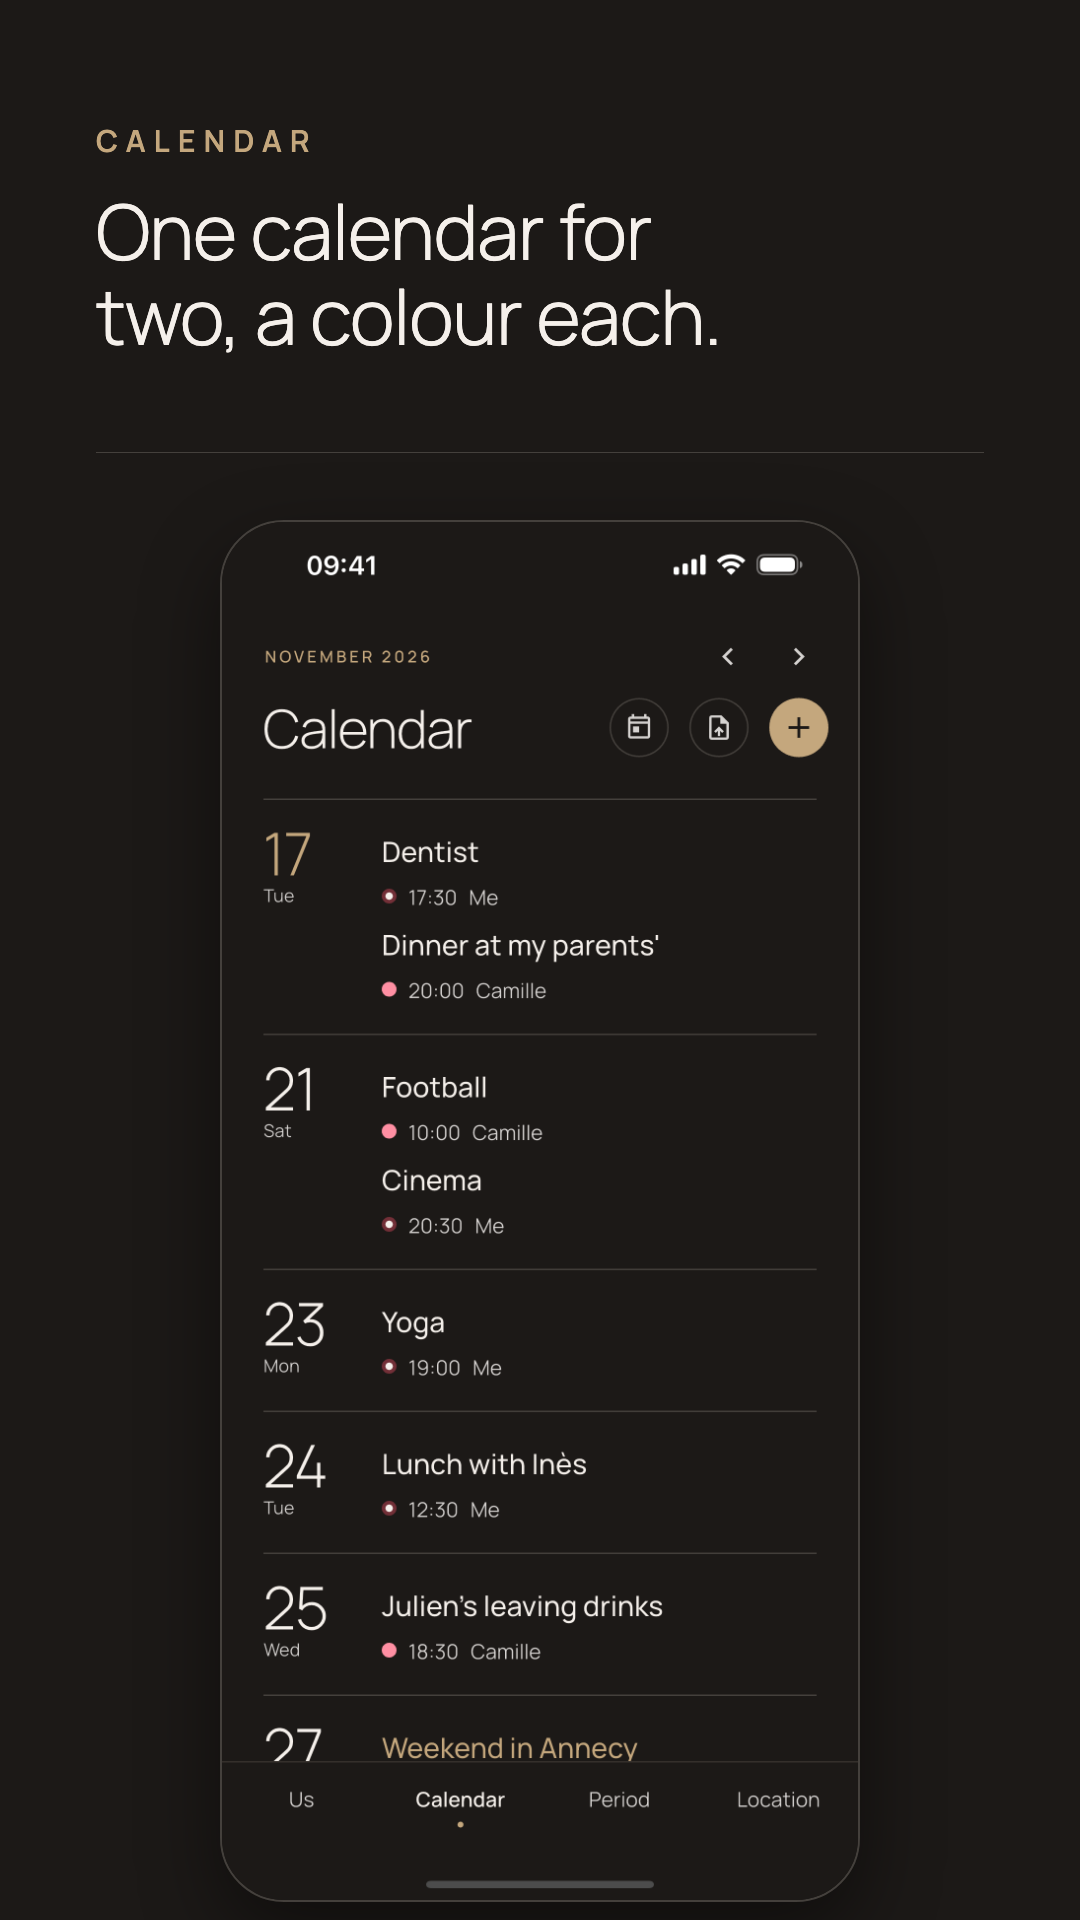 CALENDAR
One calendar for
two, a colour each.
09:41
NOVEMBER 2026
Calendar
17
Tue
Dentist
17:30 Me
Dinner at my parents'
20:00 Camille
21
Sat
Football
10:00 Camille
Cinema
20:30 Me
23
Mon
Yoga
19:00 Me
24
Tue
Lunch with Inès
12:30 Me
25
Wed
Julien’s leaving drinks
18:30 Camille
27
Weekend in Annecy
Us Calendar Period Location